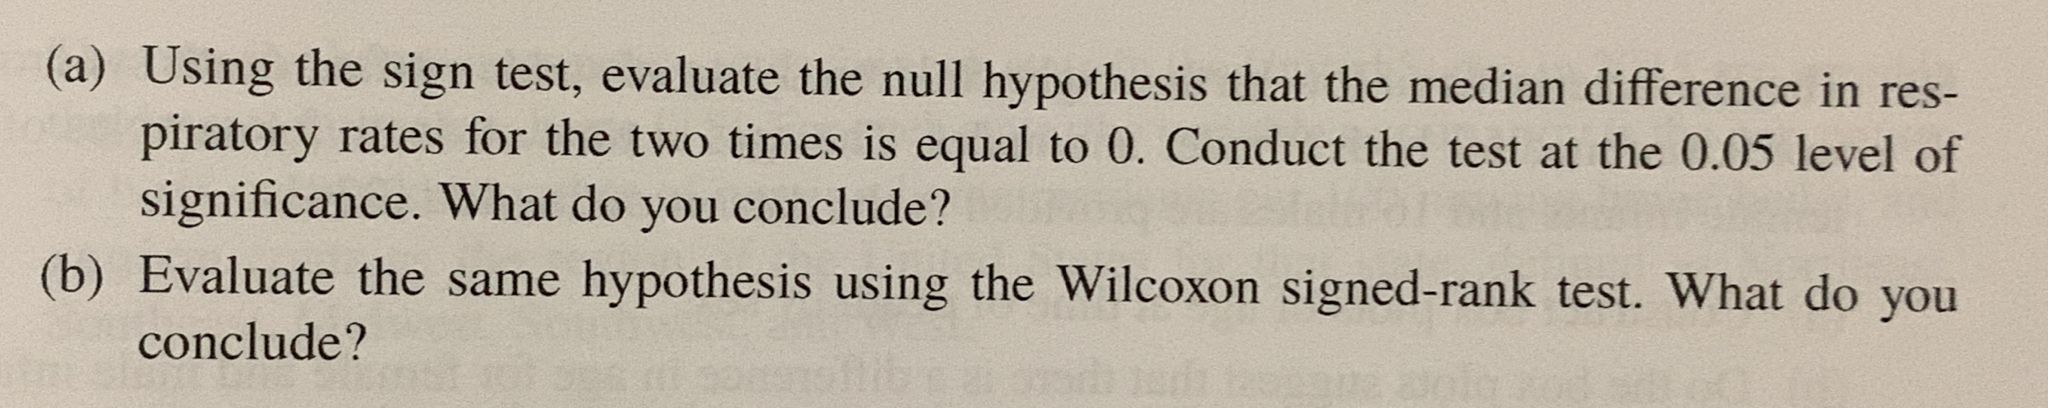 (a) Using the sign test, evaluate the null hypothesis that the median difference in res-
piratory rates for the two times is equal to 0. Conduct the test at the 0.05 level of
significance. What do you conclude?
(b) Evaluate the same hypothesis using the Wilcoxon signed-rank test. What do you
conclude?